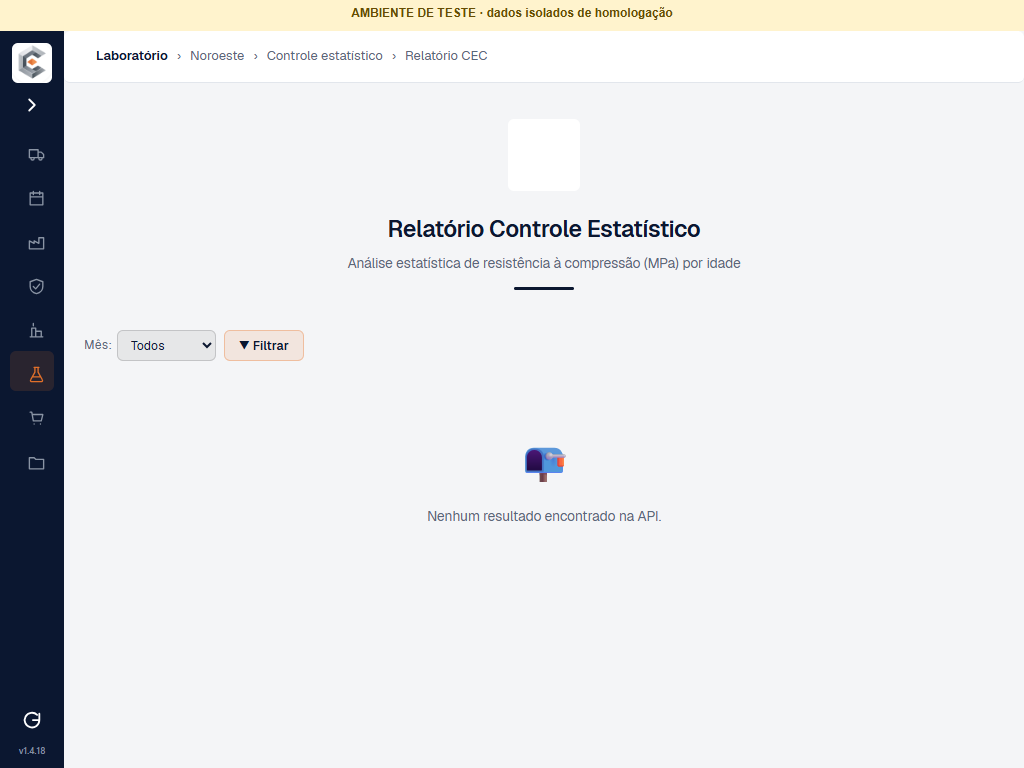 AMBIENTE DE TESTE · dados isolados de homologação
Laboratório › Noroeste › Controle estatístico › Relatório CEC
Relatório Controle Estatístico
Análise estatística de resistência à compressão (MPa) por idade
Mês: Todos ▼ Filtrar
Nenhum resultado encontrado na API.
v1.4.18